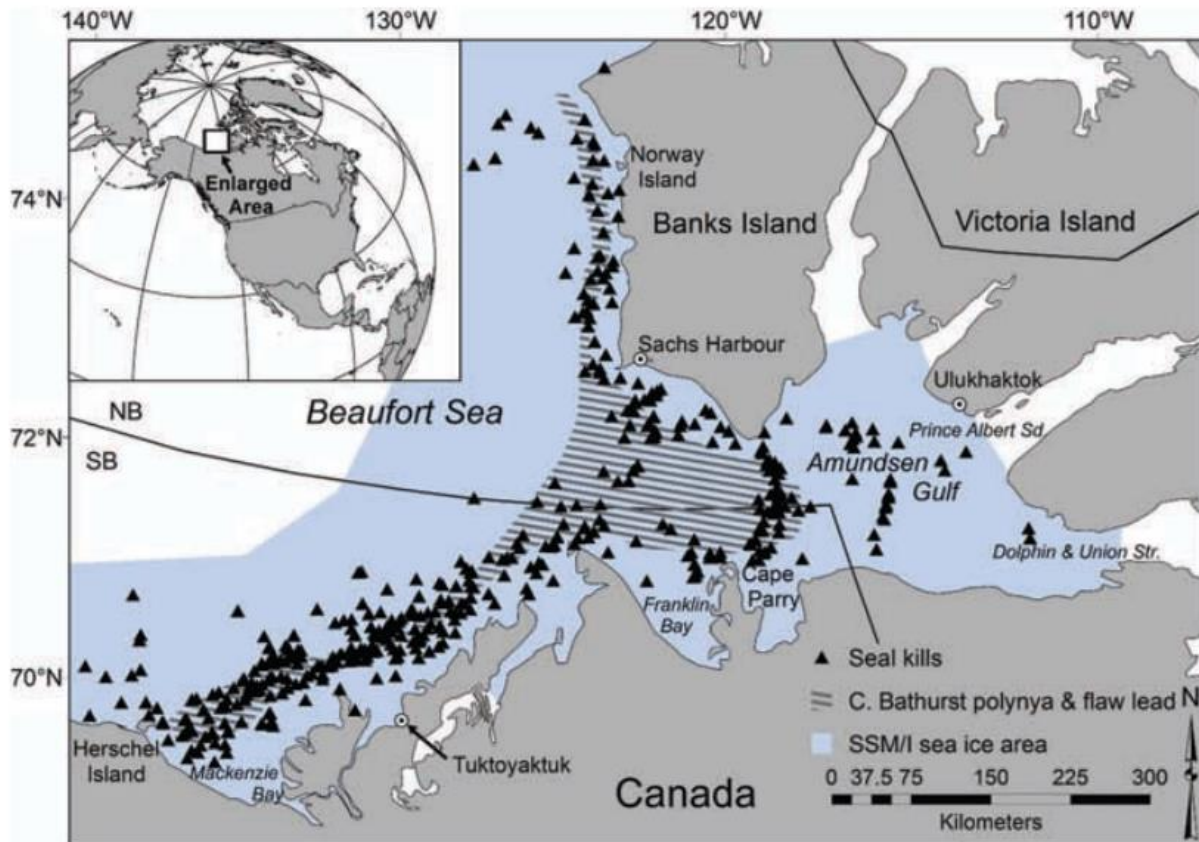 140°W
130°W
120°W
110°W
Enlarged
Area
74°N
Norway
Island
Banks Island
Victoria Island
Sachs Harbour
Ulukhaktok
Beaufort Sea
NB
72°N
SB
Prince Albert Sd.
Amundsen
Gulf
Dolphin & Union Str.
Cape
Parry
Franklin
Bay
70°N
Herschel
Island
Mackenzie
Bay
Tuktoyaktuk
Canada
Seal kills
C. Bathurst polynya & flaw lead
SSM/I sea ice area
N
0 37.5 75 150 225 300
Kilometers